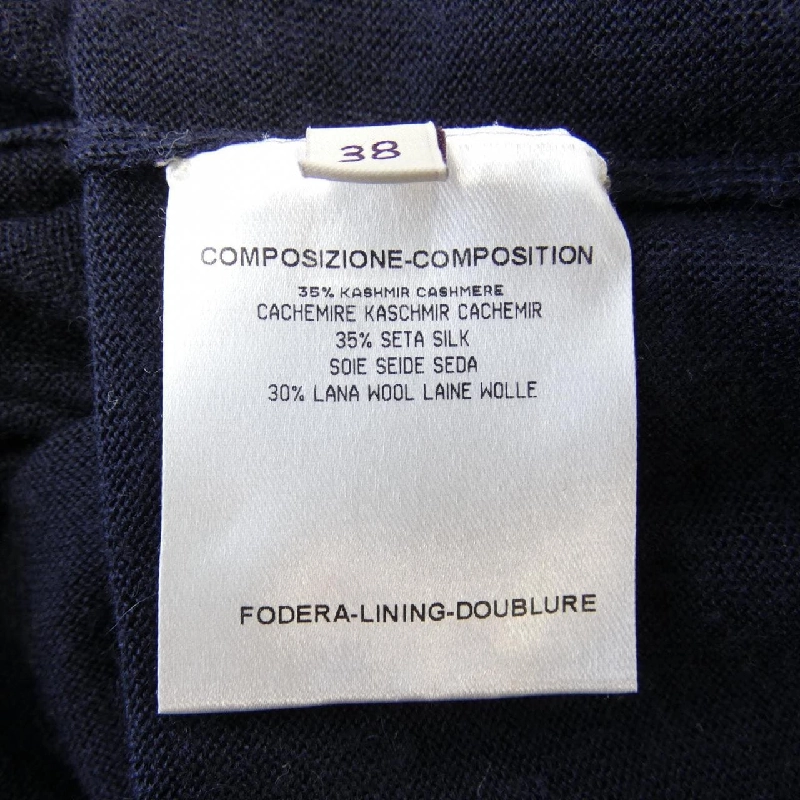 38
COMPOSIZIONE-COMPOSITION
35% KASHMIR CASHMERE
CACHEMIRE KASCHMIR CACHEMIR
35% SETA SILK
SOIE SEIDE SEDA
30% LANA WOOL LAINE WOLLE
FODERA-LINING-DOUBLURE